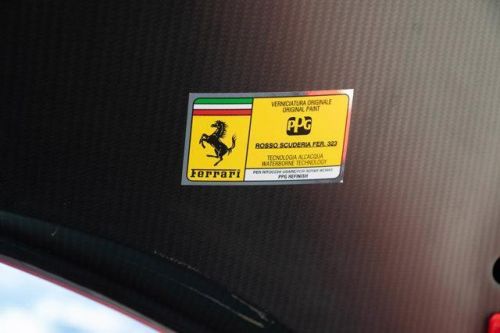 VERNICIATURA ORIGINALE
ORIGINAL PAINT
PPG
ROSSO SCUDERIA FER. 323
TECNOLOGIA ALL'ACQUA
WATERBORNE TECHNOLOGY
PPG REFINISH
Ferrari